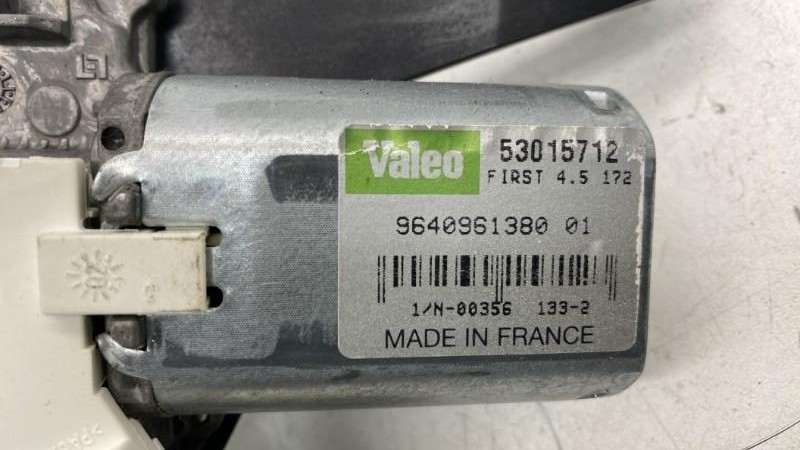 Valeo
53015712
FIRST 4.5 172
9640961380 01
1/N-00356 133-2
MADE IN FRANCE